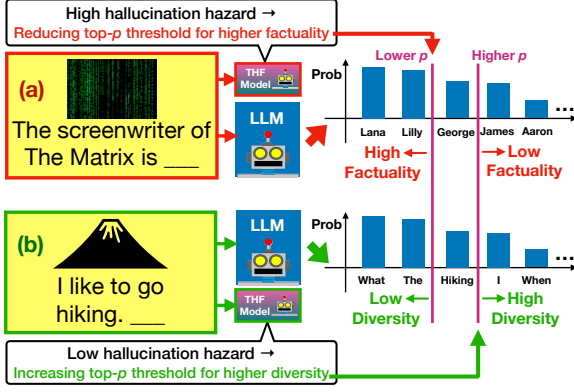 High hallucination hazard →
Reducing top-p threshold for higher factuality
(a)
The screenwriter of
The Matrix is ___
THF
Model
LLM
Lower p
Higher p
Prob
...
Lana Lilly George James Aaron
High
Factuality
Low
Factuality
(b)
I like to go
hiking. ___
LLM
THF
Model
Prob
...
What The Hiking I When
Low
Diversity
High
Diversity
Low hallucination hazard →
Increasing top-p threshold for higher diversity